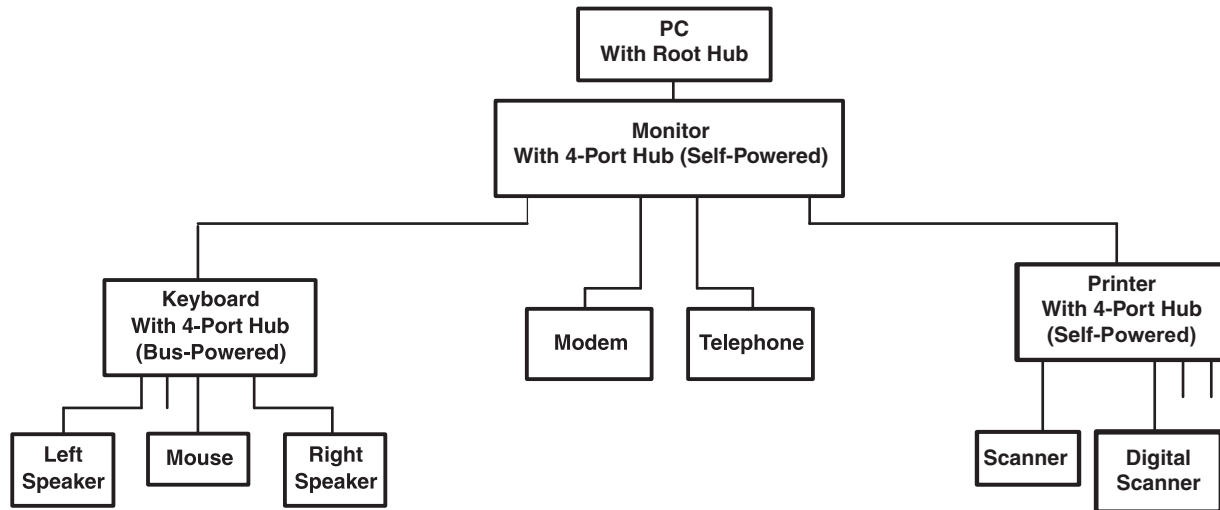 PC
With Root Hub
Monitor
With 4-Port Hub (Self-Powered)
Keyboard
With 4-Port Hub
(Bus-Powered)
Modem
Telephone
Printer
With 4-Port Hub
(Self-Powered)
Left
Speaker
Mouse
Right
Speaker
Scanner
Digital
Scanner